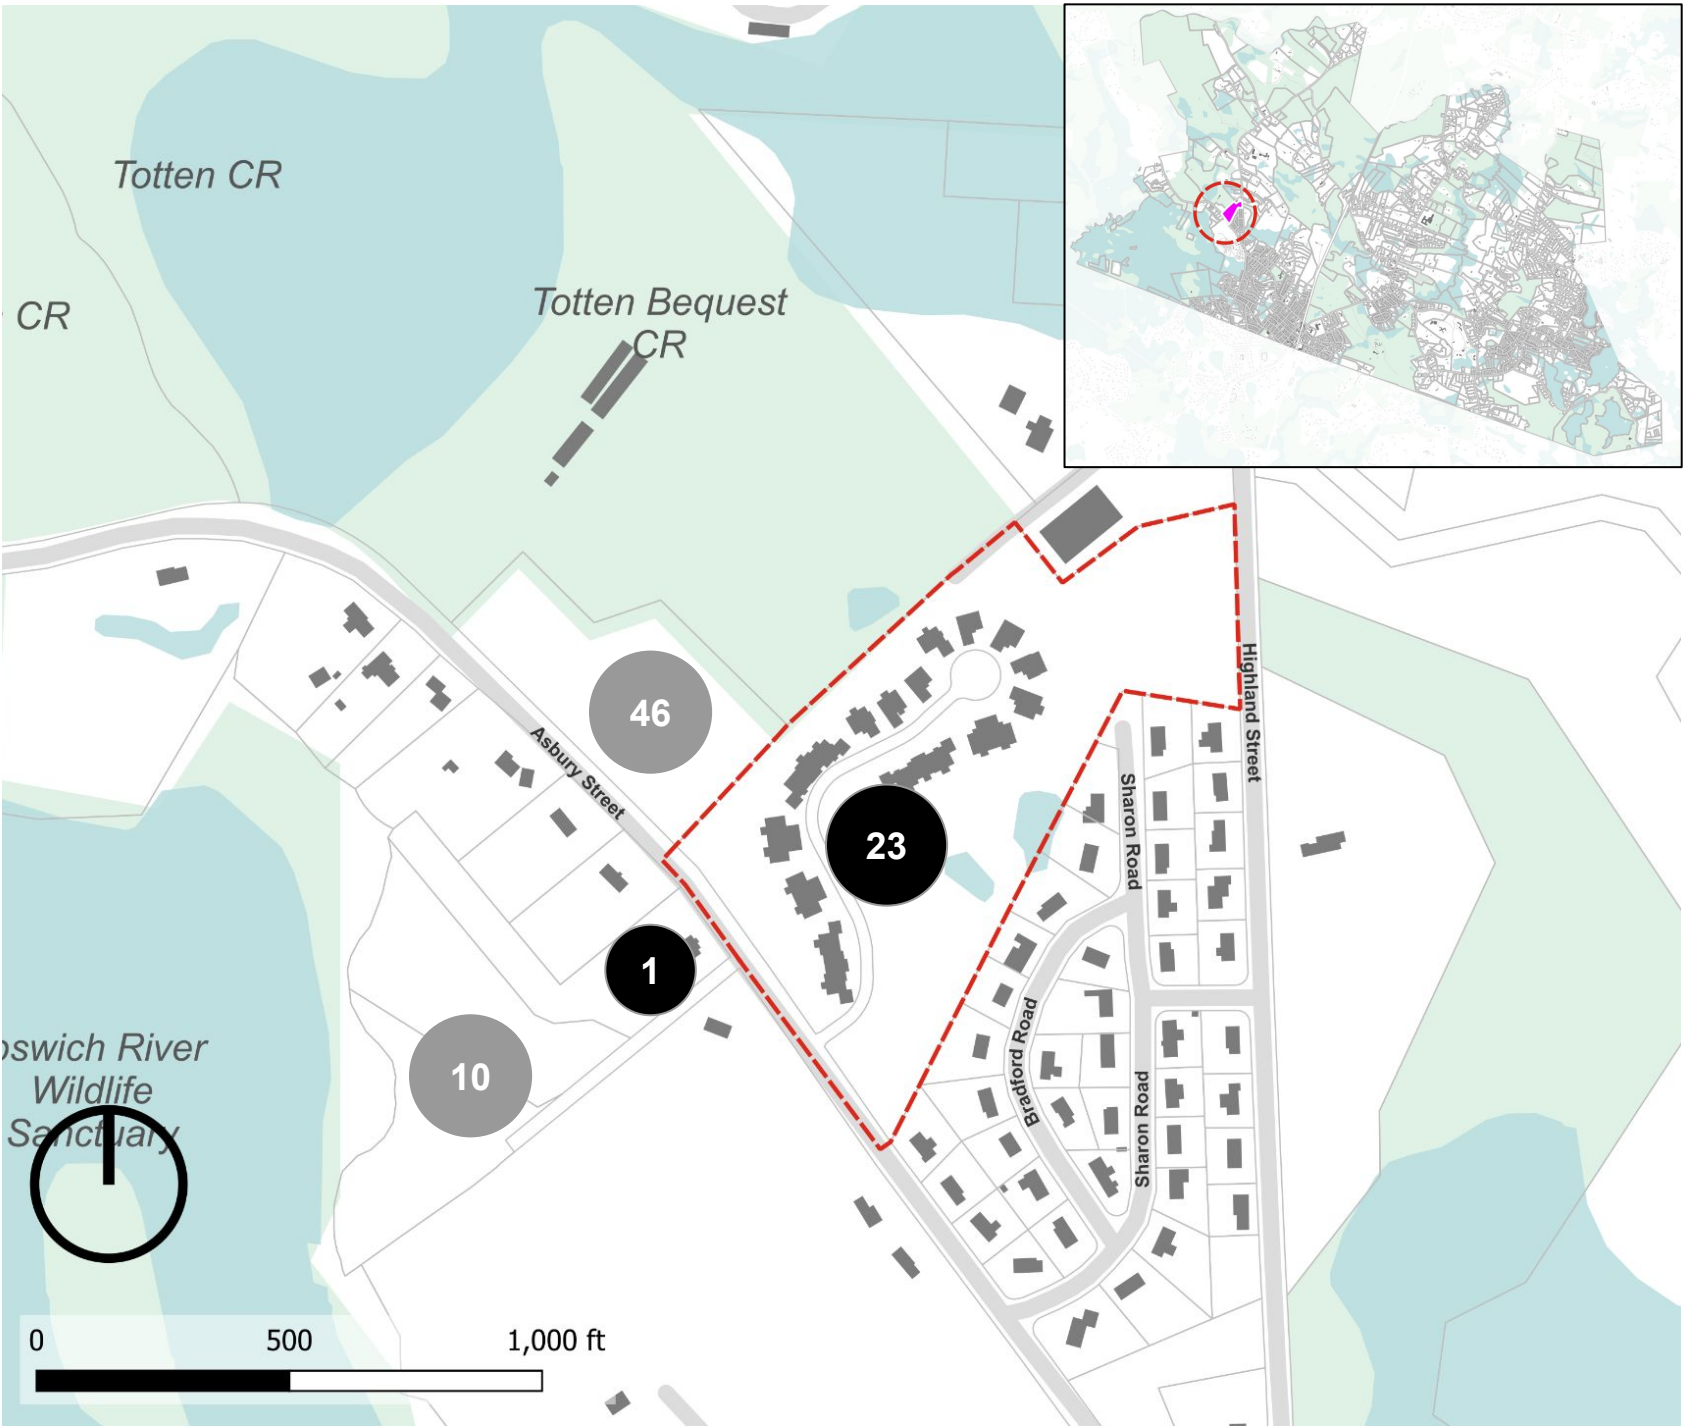 Totten CR
CR
Totten Bequest
CR
46
Asbury Street
Highland Street
23
Sharon Road
1
10
Bradford Road
Sharon Road
pswich River
Wildlife
Sanctuary
0 500 1,000 ft